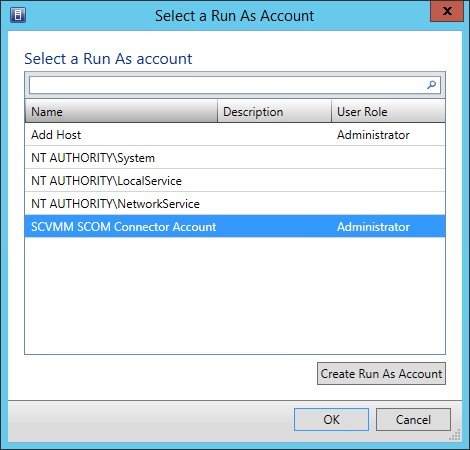 Select a Run As Account
x
Select a Run As account
Name Description User Role
Add Host Administrator
NT AUTHORITY\System
NT AUTHORITY\LocalService
NT AUTHORITY\NetworkService
SCVMM SCOM Connector Account Administrator
Create Run As Account
OK Cancel